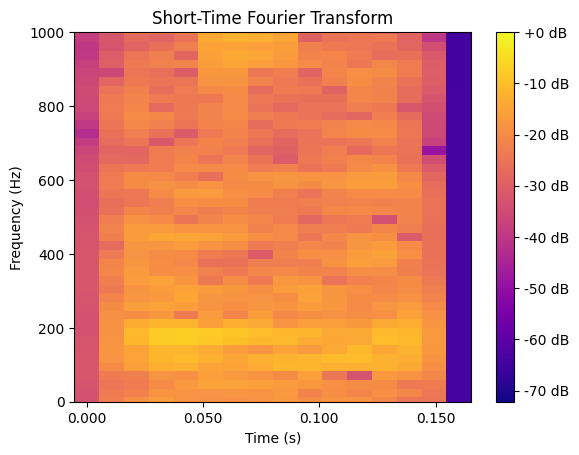 Short-Time Fourier Transform
1000
800
600
400
200
0
Frequency (Hz)
0.000
0.050
0.100
0.150
Time (s)
+0 dB
-10 dB
-20 dB
-30 dB
-40 dB
-50 dB
-60 dB
-70 dB